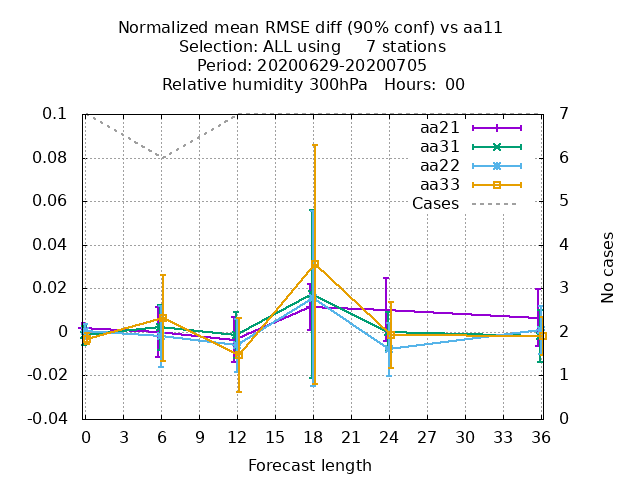 Normalized mean RMSE diff (90% conf) vs aa11
Selection: ALL using     7 stations
Period: 20200629-20200705
Relative humidity 300hPa   Hours:  00
0.1
0.08
0.06
0.04
0.02
0
-0.02
-0.04
7
6
5
4
3
2
1
0
aa21
aa31
aa22
aa33
Cases
No cases
0 3 6 9 12 15 18 21 24 27 30 33 36
Forecast length